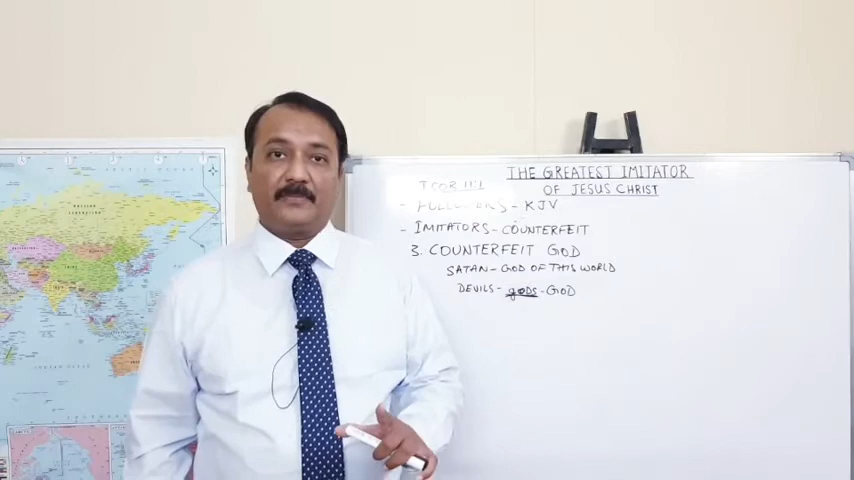 THE GREATEST IMITATOR
OF JESUS CHRIST
I COR 11:1
- FOLLOWERS - KJV
- IMITATORS - COUNTERFEIT
3. COUNTERFEIT GOD
SATAN - GOD OF THIS WORLD
DEVILS - gODS - GOD